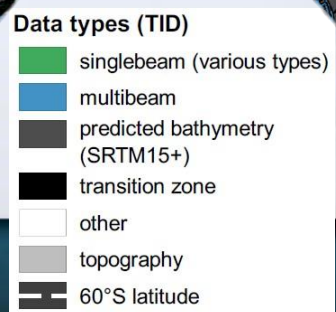 Data types (TID)
singlebeam (various types)
multibeam
predicted bathymetry
(SRTM15+)
transition zone
other
topography
60°S latitude